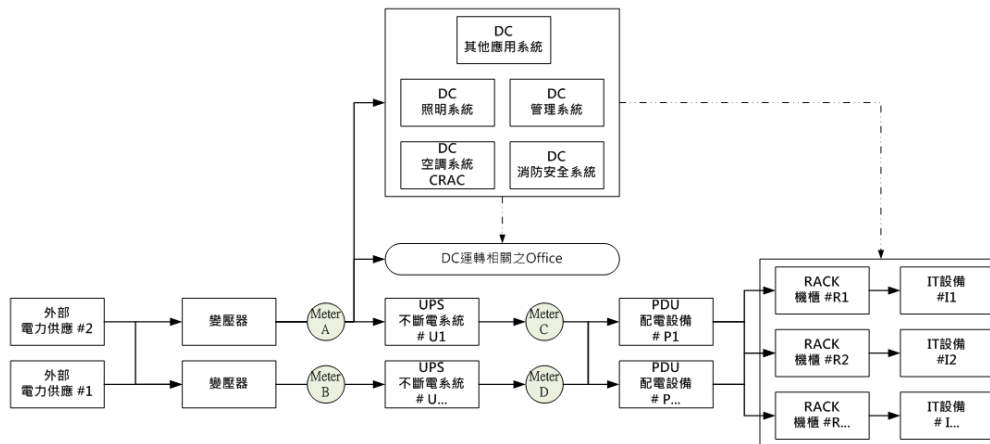 DC
其他應用系統
DC
照明系統
DC
管理系統
DC
空調系統
CRAC
DC
消防安全系統
DC運轉相關之Office
外部
電力供應 #2
變壓器
Meter
A
UPS
不斷電系統
# U1
Meter
C
PDU
配電設備
# P1
RACK
機櫃 #R1
IT設備
#I1
RACK
機櫃 #R2
IT設備
#I2
外部
電力供應 #1
變壓器
Meter
B
UPS
不斷電系統
# U...
Meter
D
PDU
配電設備
# P...
RACK
機櫃 #R...
IT設備
# I...